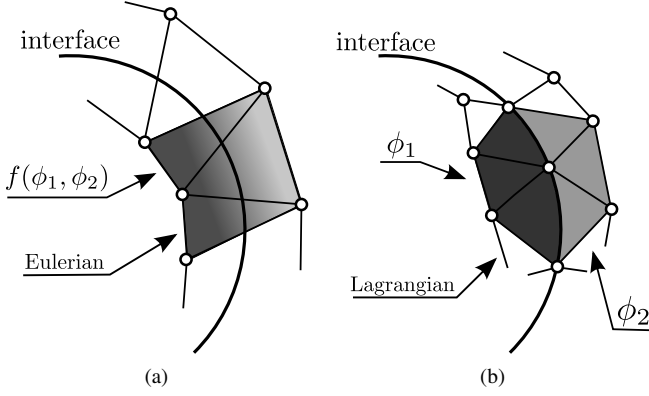 interface
f(ϕ₁, ϕ₂)
Eulerian
(a)
interface
ϕ₁
Lagrangian
ϕ₂
(b)